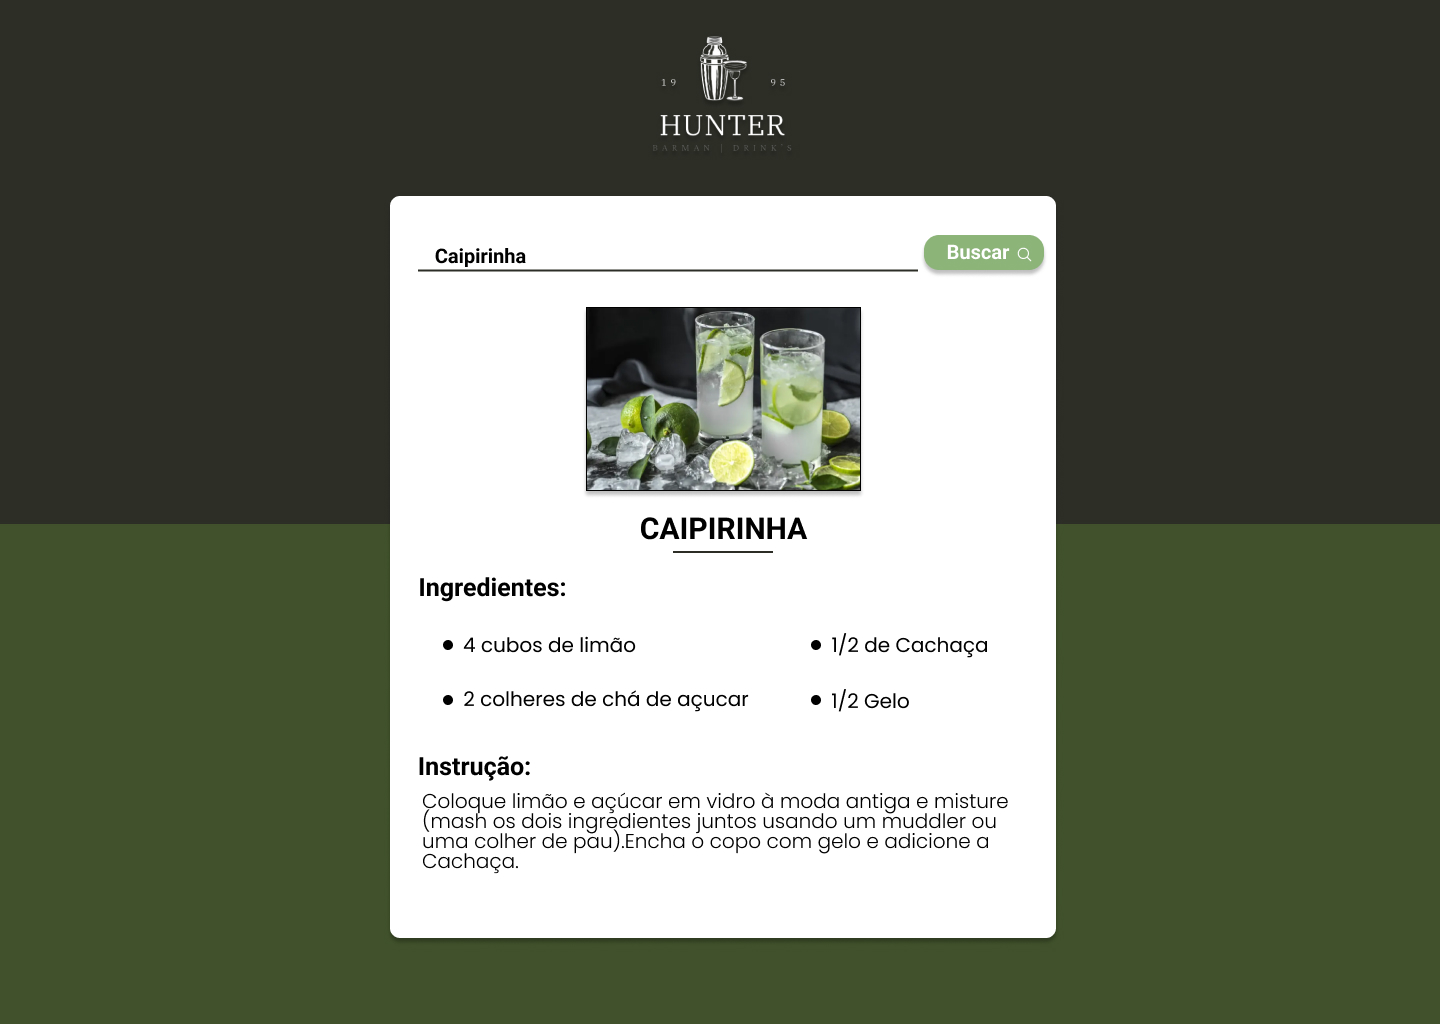 19 95
HUNTER
BARMAN | DRINK'S
Caipirinha
Buscar
CAIPIRINHA
Ingredientes:
4 cubos de limão
1/2 de Cachaça
2 colheres de chá de açucar
1/2 Gelo
Instrução:
Coloque limão e açúcar em vidro à moda antiga e misture
(mash os dois ingredientes juntos usando um muddler ou
uma colher de pau).Encha o copo com gelo e adicione a
Cachaça.